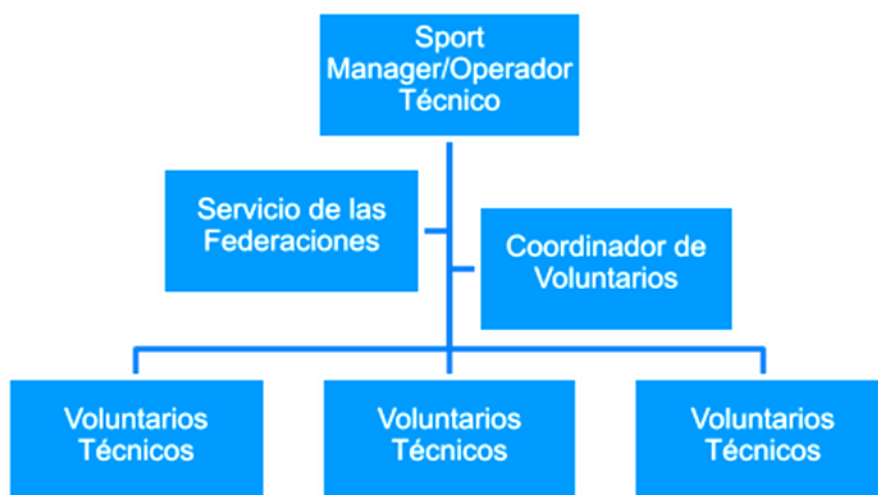 Sport
Manager/Operador
Técnico
Servicio de las
Federaciones
Coordinador de
Voluntarios
Voluntarios
Técnicos
Voluntarios
Técnicos
Voluntarios
Técnicos